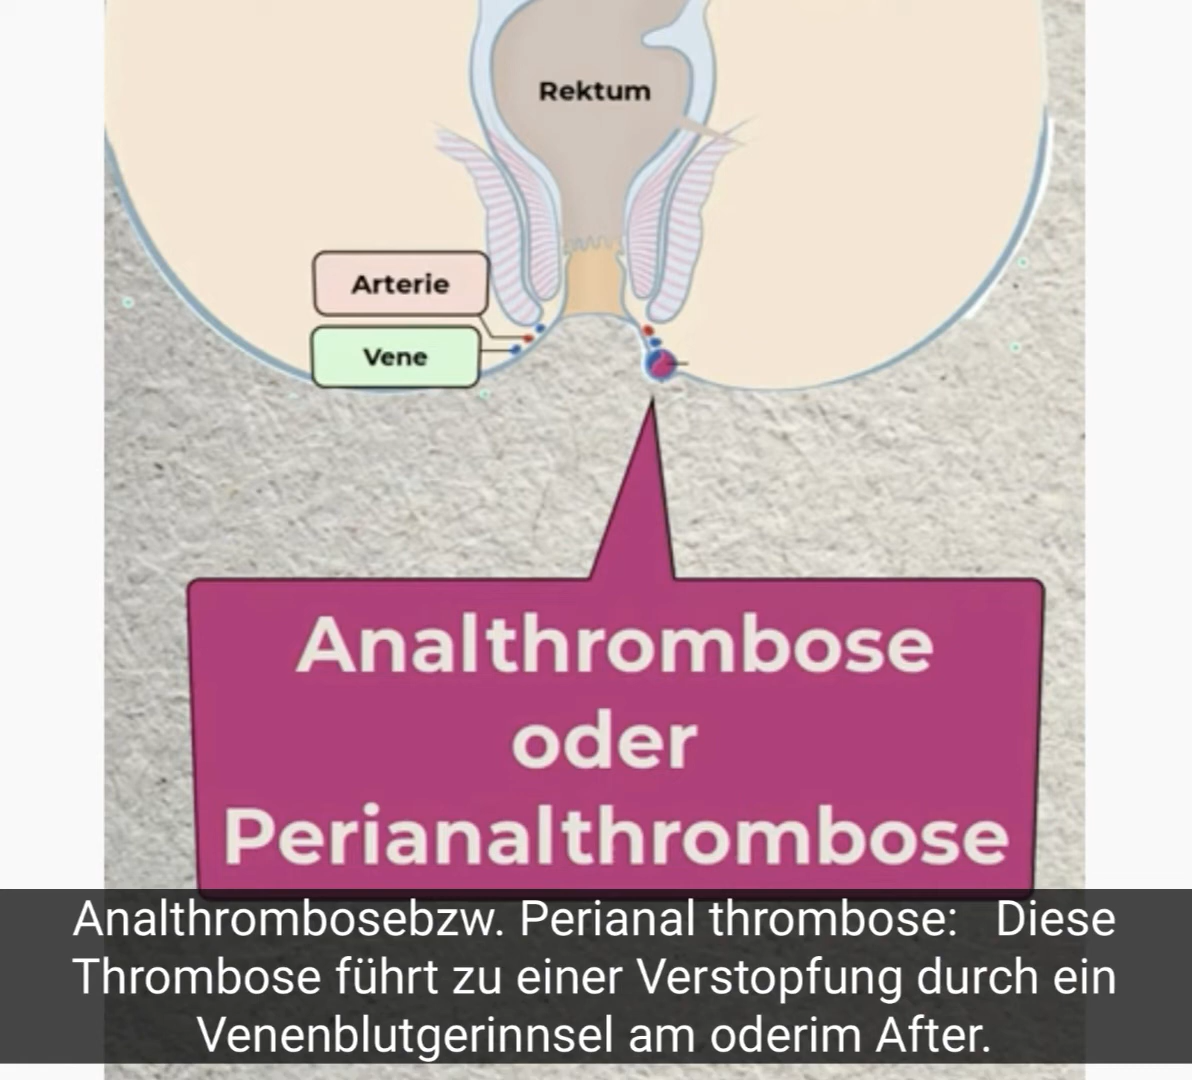 Rektum
Arterie
Vene
Analthrombose
oder
Perianalthrombose
Analthrombosebzw. Perianal thrombose: Diese
Thrombose führt zu einer Verstopfung durch ein
Venenblutgerinnsel am oderim After.